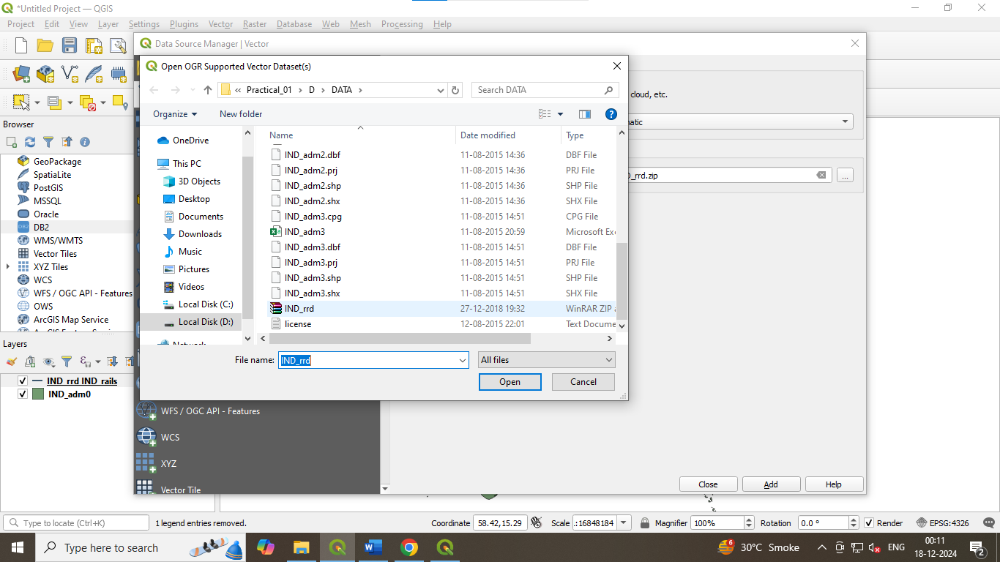 *Untitled Project — QGIS
Project Edit View Layer Settings Plugins Vector Raster Database Web Mesh Processing Help
Data Source Manager | Vector
Open OGR Supported Vector Dataset(s)
« Practical_01 › D › DATA ›
Search DATA
cloud, etc.
Organize
New folder
Browser
OneDrive
This PC
3D Objects
Desktop
Documents
Downloads
Music
Pictures
Videos
Local Disk (C:)
Local Disk (D:)
Network
Name Date modified Type
IND_adm2.dbf 11-08-2015 14:36 DBF File
IND_adm2.prj 11-08-2015 14:36 PRJ File
IND_adm2.shp 11-08-2015 14:36 SHP File
IND_adm2.shx 11-08-2015 14:36 SHX File
IND_adm3.cpg 11-08-2015 14:51 CPG File
IND_adm3 11-08-2015 20:59 Microsoft Exc
IND_adm3.dbf 11-08-2015 14:51 DBF File
IND_adm3.prj 11-08-2015 14:51 PRJ File
IND_adm3.shp 11-08-2015 14:51 SHP File
IND_adm3.shx 11-08-2015 14:51 SHX File
IND_rrd 27-12-2018 19:32 WinRAR ZIP a
license 12-08-2015 22:01 Text Docume
File name: IND_rrd
All files
Open
Cancel
matic
D_rrd.zip
...
GeoPackage
SpatiaLite
PostGIS
MSSQL
Oracle
DB2
WMS/WMTS
Vector Tiles
XYZ Tiles
WCS
WFS / OGC API - Features
OWS
ArcGIS Map Service
ArcGIS Feature Service
Layers
IND_rrd IND_rails
IND_adm0
WFS / OGC API - Features
WCS
XYZ
Vector Tile
Close
Add
Help
Type to locate (Ctrl+K)
1 legend entries removed.
Coordinate 58.42,15.29
Scale :16848184
Magnifier 100%
Rotation 0.0 °
Render
EPSG:4326
Type here to search
6
30°C Smoke
ENG
00:11
18-12-2024
2